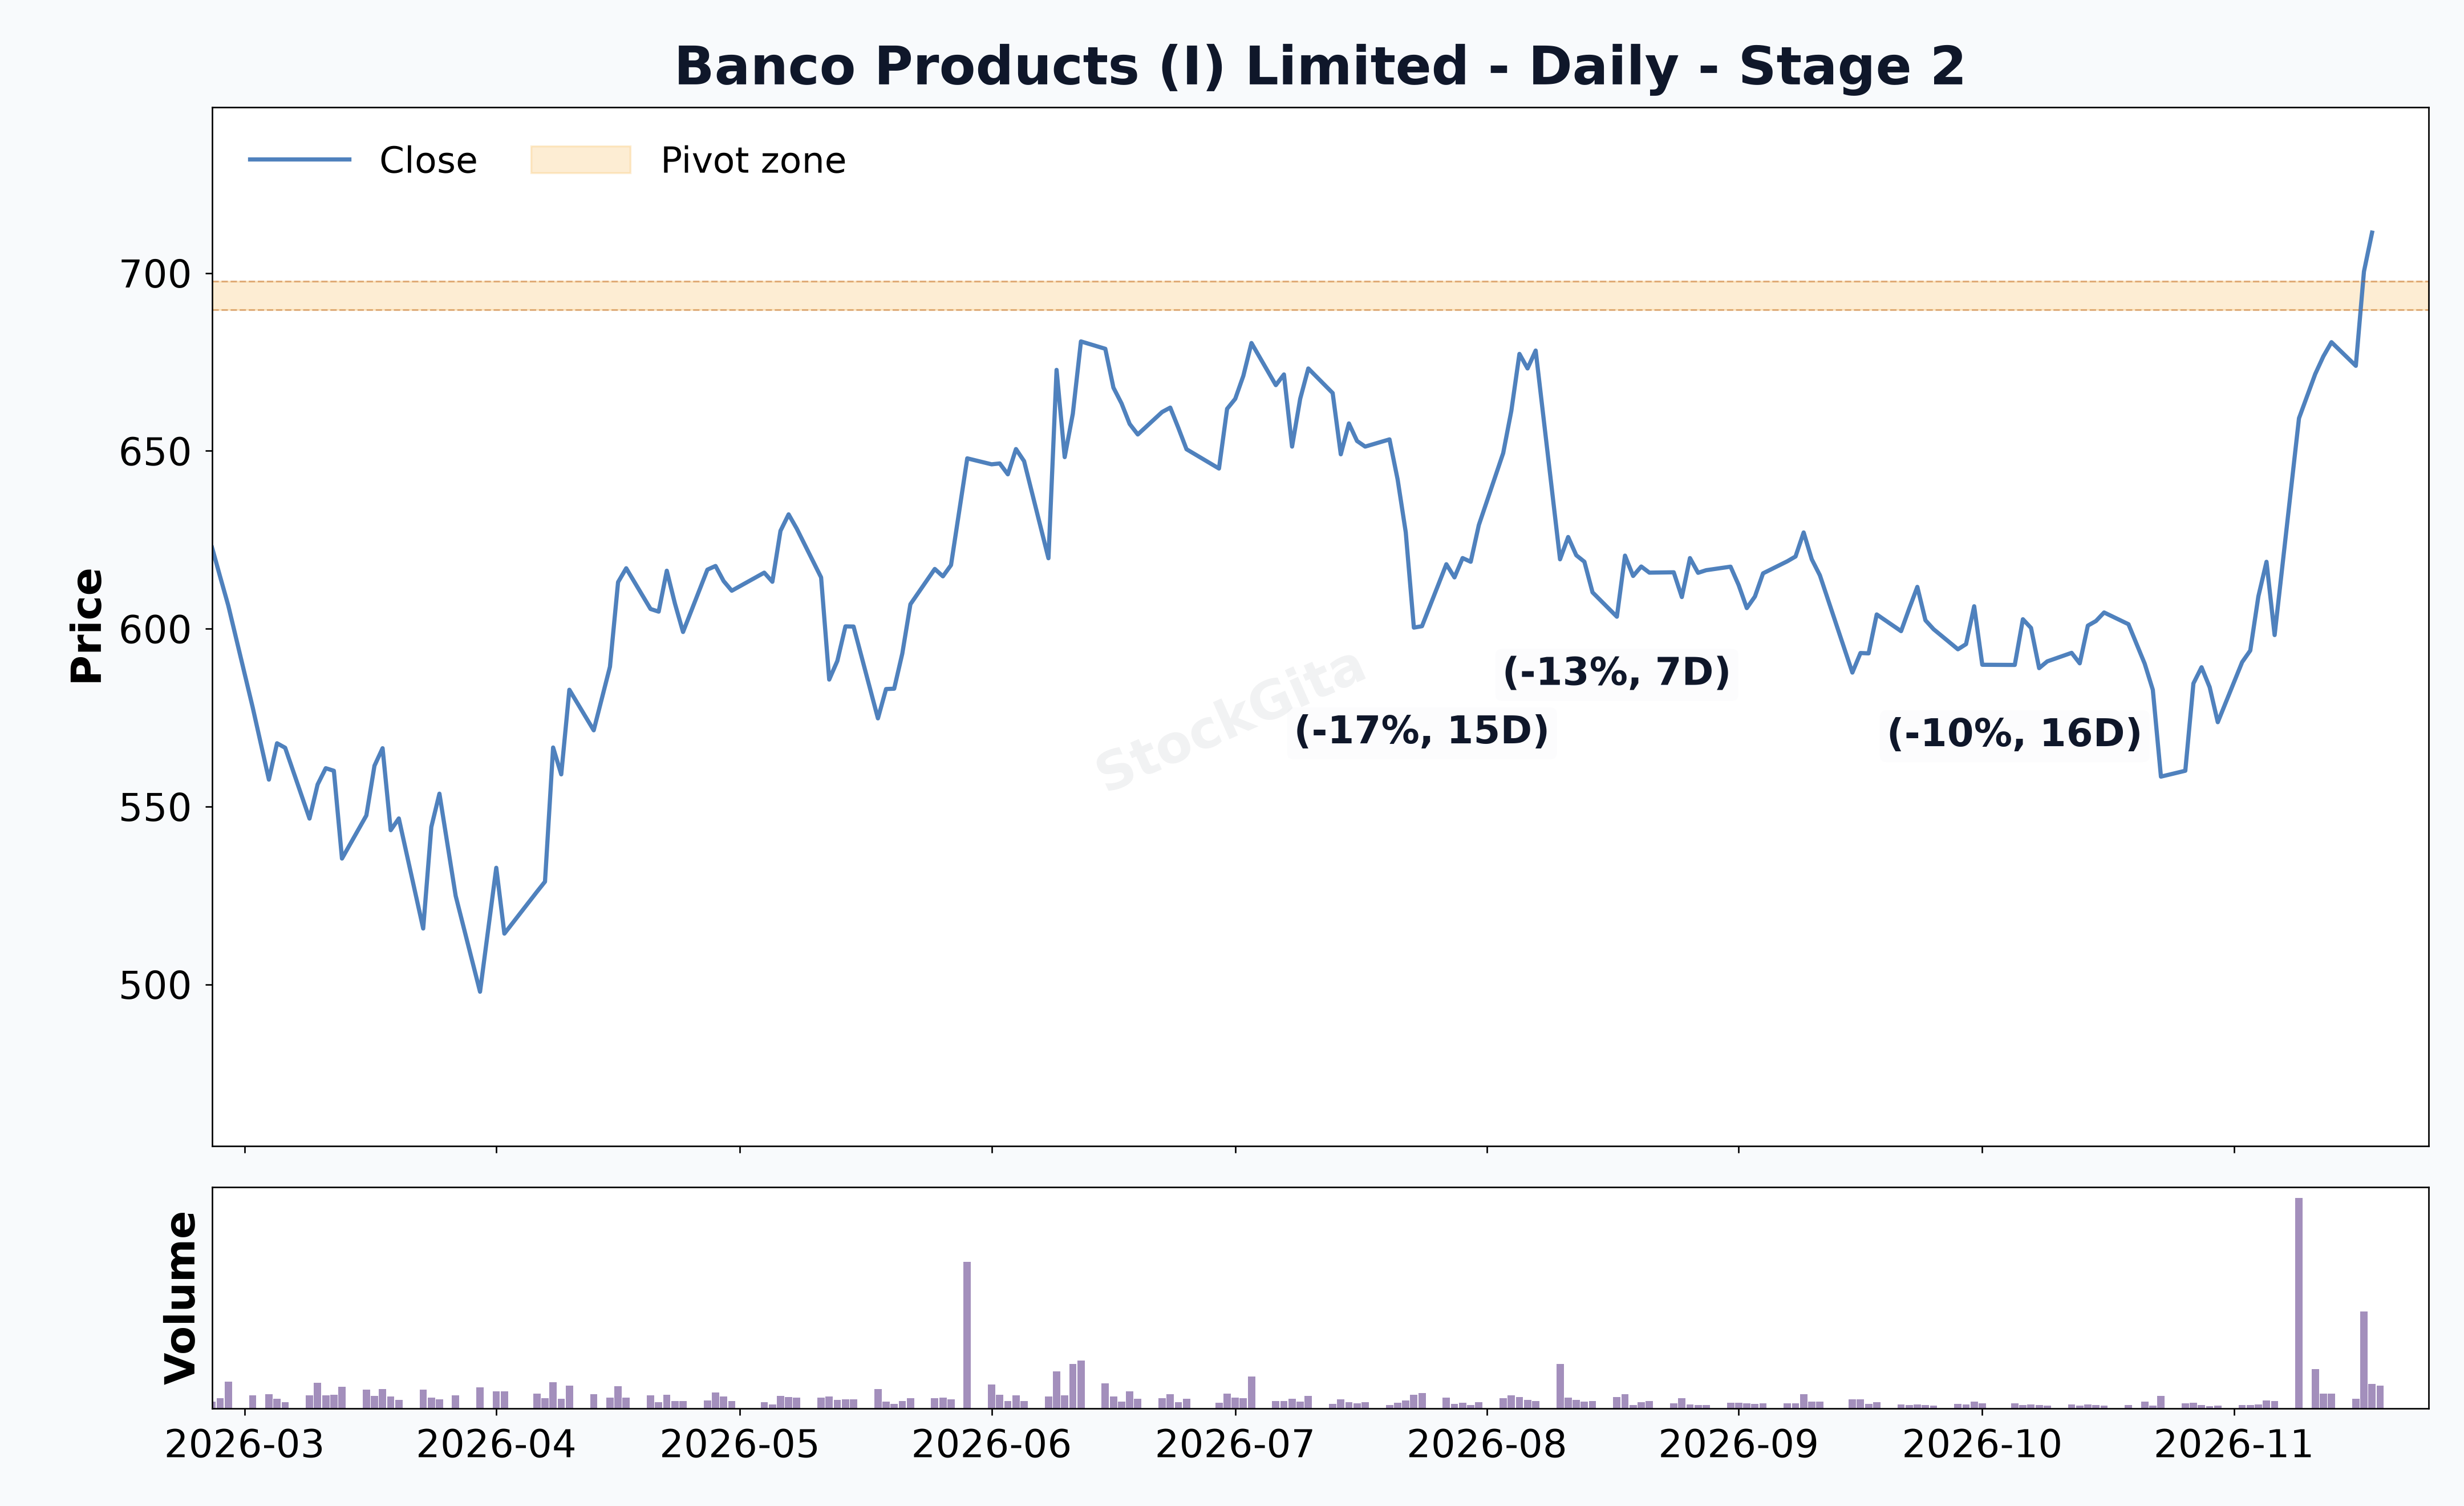 Banco Products (I) Limited - Daily - Stage 2
Close
Pivot zone
Price
700
650
600
550
500
StockGita
(-13%, 7D)
(-17%, 15D)
(-10%, 16D)
Volume
2026-03
2026-04
2026-05
2026-06
2026-07
2026-08
2026-09
2026-10
2026-11